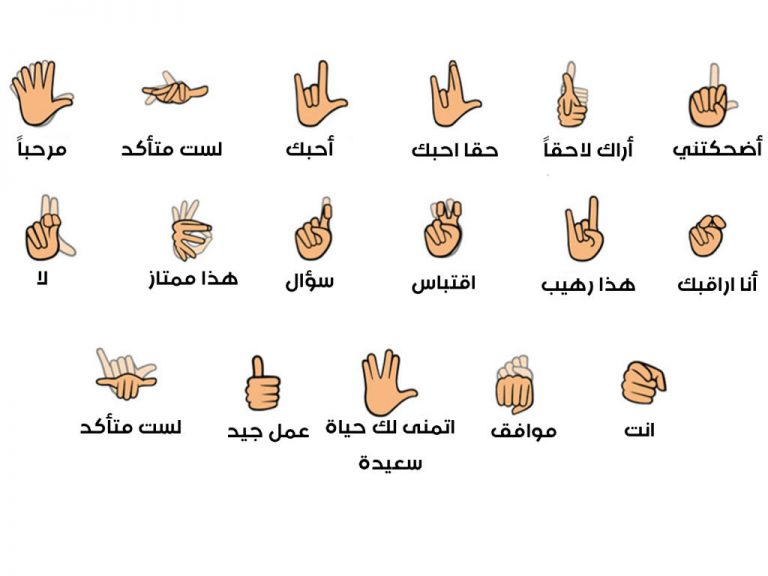 أضحكتني
أراك لاحقاً
حقا احبك
أحبك
لست متأكد
مرحباً
أنا اراقبك
هذا رهيب
اقتباس
سؤال
هذا ممتاز
لا
انت
موافق
اتمنى لك حياة
سعيدة
عمل جيد
لست متأكد